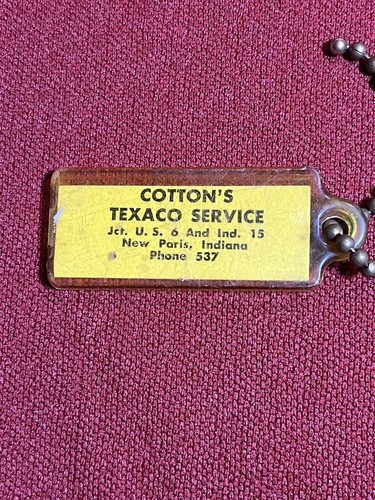 COTTON'S
TEXACO SERVICE
Jct. U. S. 6 And Ind. 15
New Paris, Indiana
Phone 537